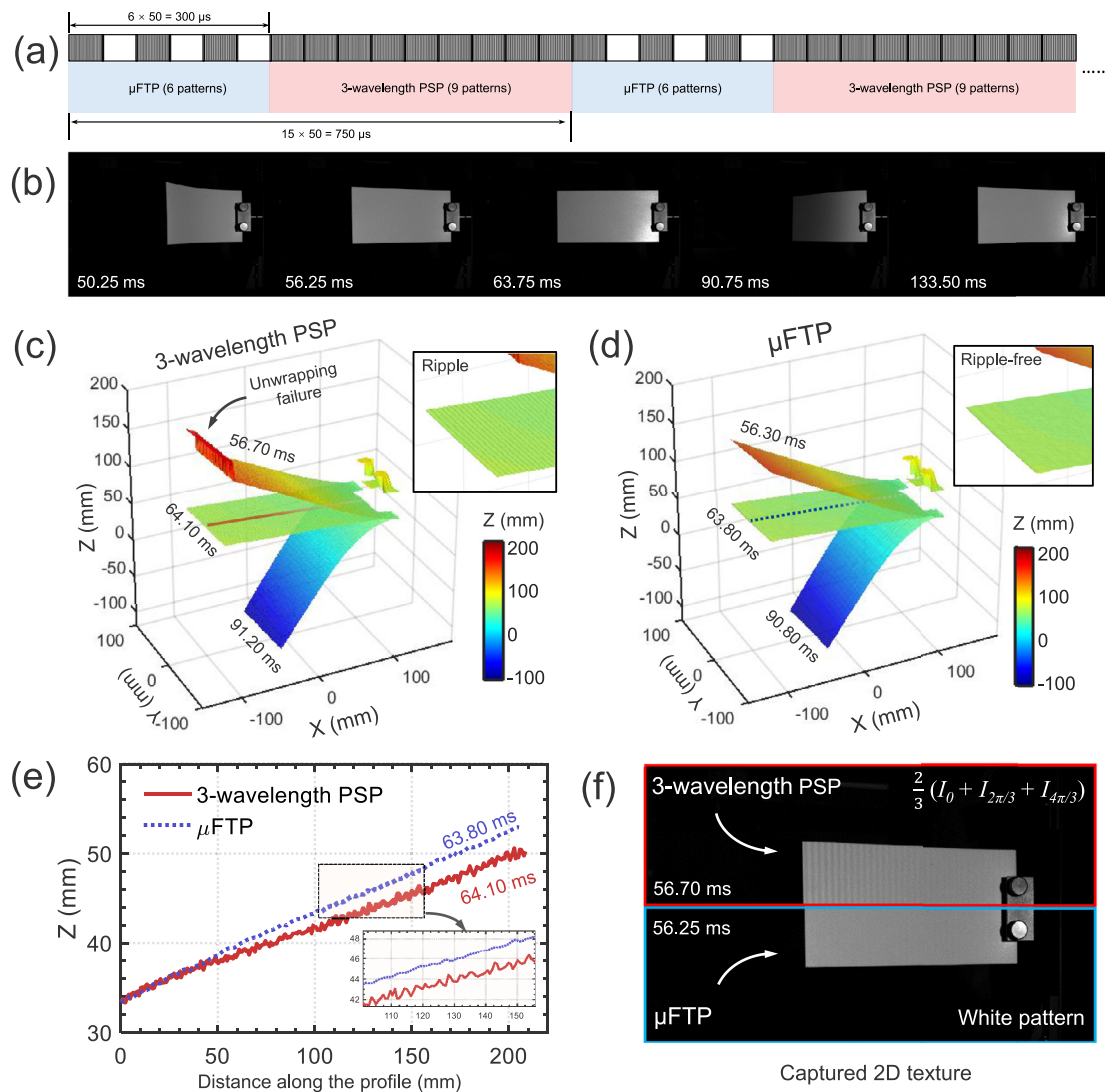 (a)
6 × 50 = 300 µs
µFTP (6 patterns)
3-wavelength PSP (9 patterns)
µFTP (6 patterns)
3-wavelength PSP (9 patterns)
......
15 × 50 = 750 µs
(b)
50.25 ms
56.25 ms
63.75 ms
90.75 ms
133.50 ms
(c)
3-wavelength PSP
Unwrapping
failure
Ripple
56.70 ms
64.10 ms
91.20 ms
Z (mm)
200
150
100
50
0
-50
-100
100
0
-100
Y (mm)
-100
0
100
X (mm)
Z (mm)
200
100
0
-100
(d)
µFTP
Ripple-free
56.30 ms
63.80 ms
90.80 ms
Z (mm)
200
150
100
50
0
-50
-100
100
0
-100
Y (mm)
-100
0
100
X (mm)
Z (mm)
200
100
0
-100
(e)
3-wavelength PSP
µFTP
63.80 ms
64.10 ms
Z (mm)
60
50
40
30
0
50
100
150
200
Distance along the profile (mm)
48
46
44
42
110
120
130
140
150
(f)
3-wavelength PSP
2/3 (I₀ + I₂π/₃ + I₄π/₃)
56.70 ms
56.25 ms
µFTP
White pattern
Captured 2D texture